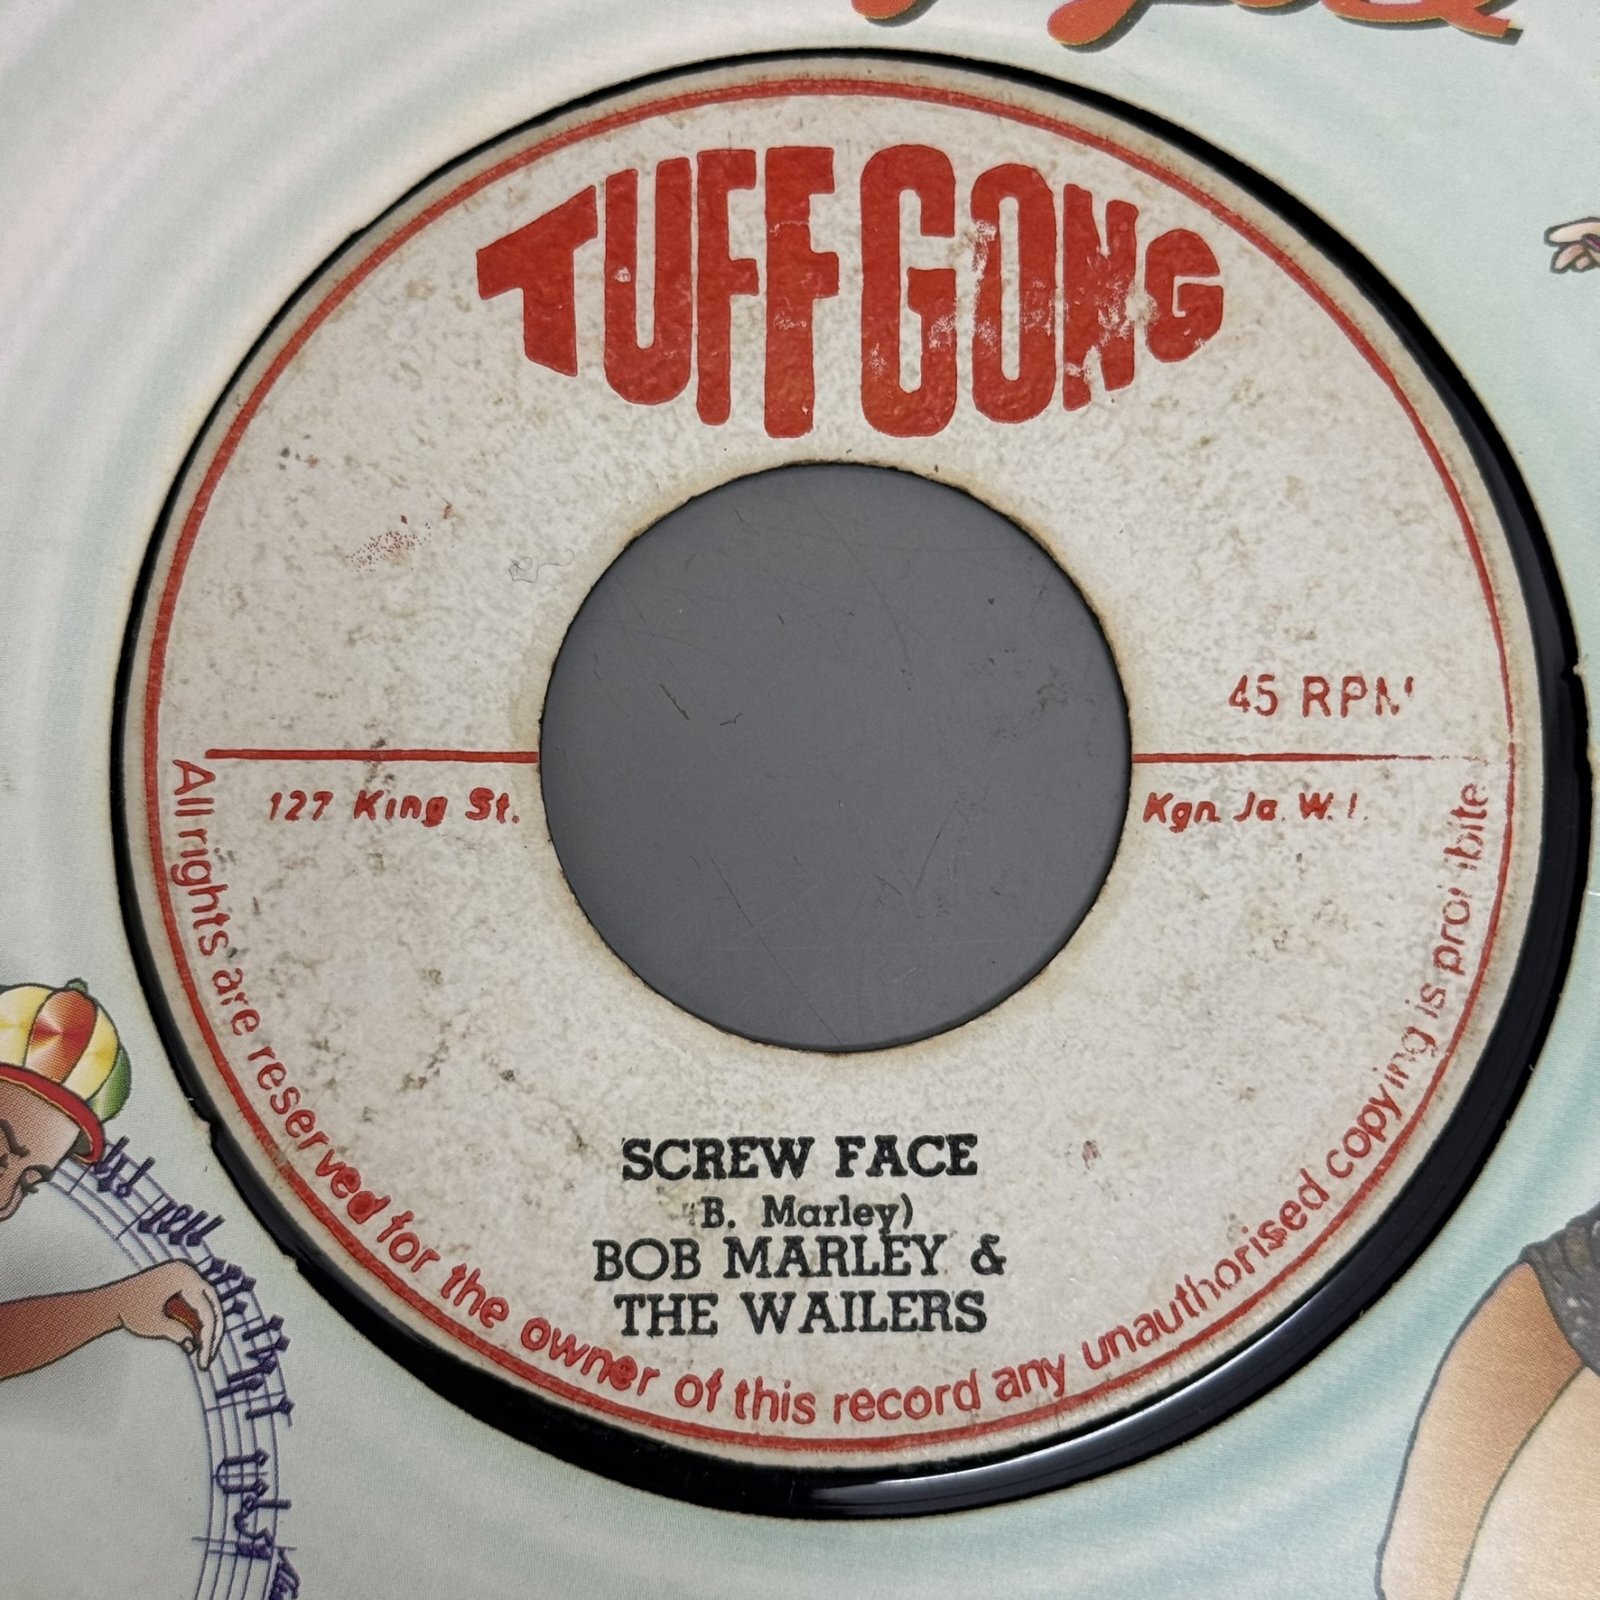 TUFF GONG
45 RPM
127 King St.
Kgn. Ja. W. I.
SCREW FACE
(B. Marley)
BOB MARLEY &
THE WAILERS
All rights are reserved for the owner of this record any unauthorised copying is prohibite